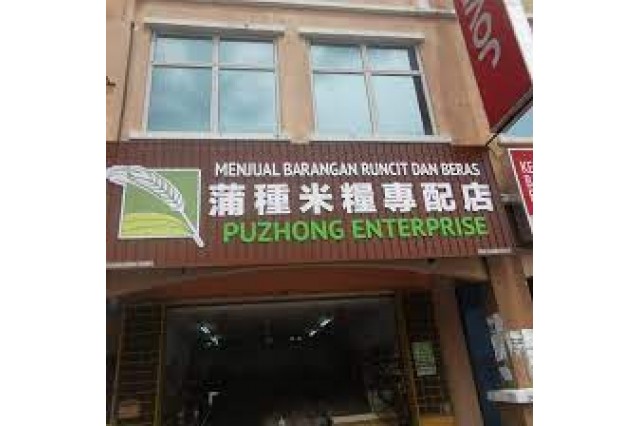 MENJUAL BARANGAN RUNCIT DAN BERAS
蒲種米糧專配店
PUZHONG ENTERPRISE